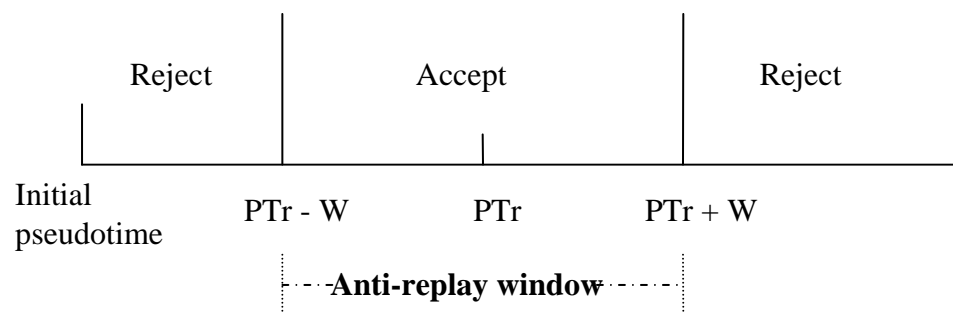 Reject Accept Reject
Initial
pseudotime
PTr - W PTr PTr + W
Anti-replay window